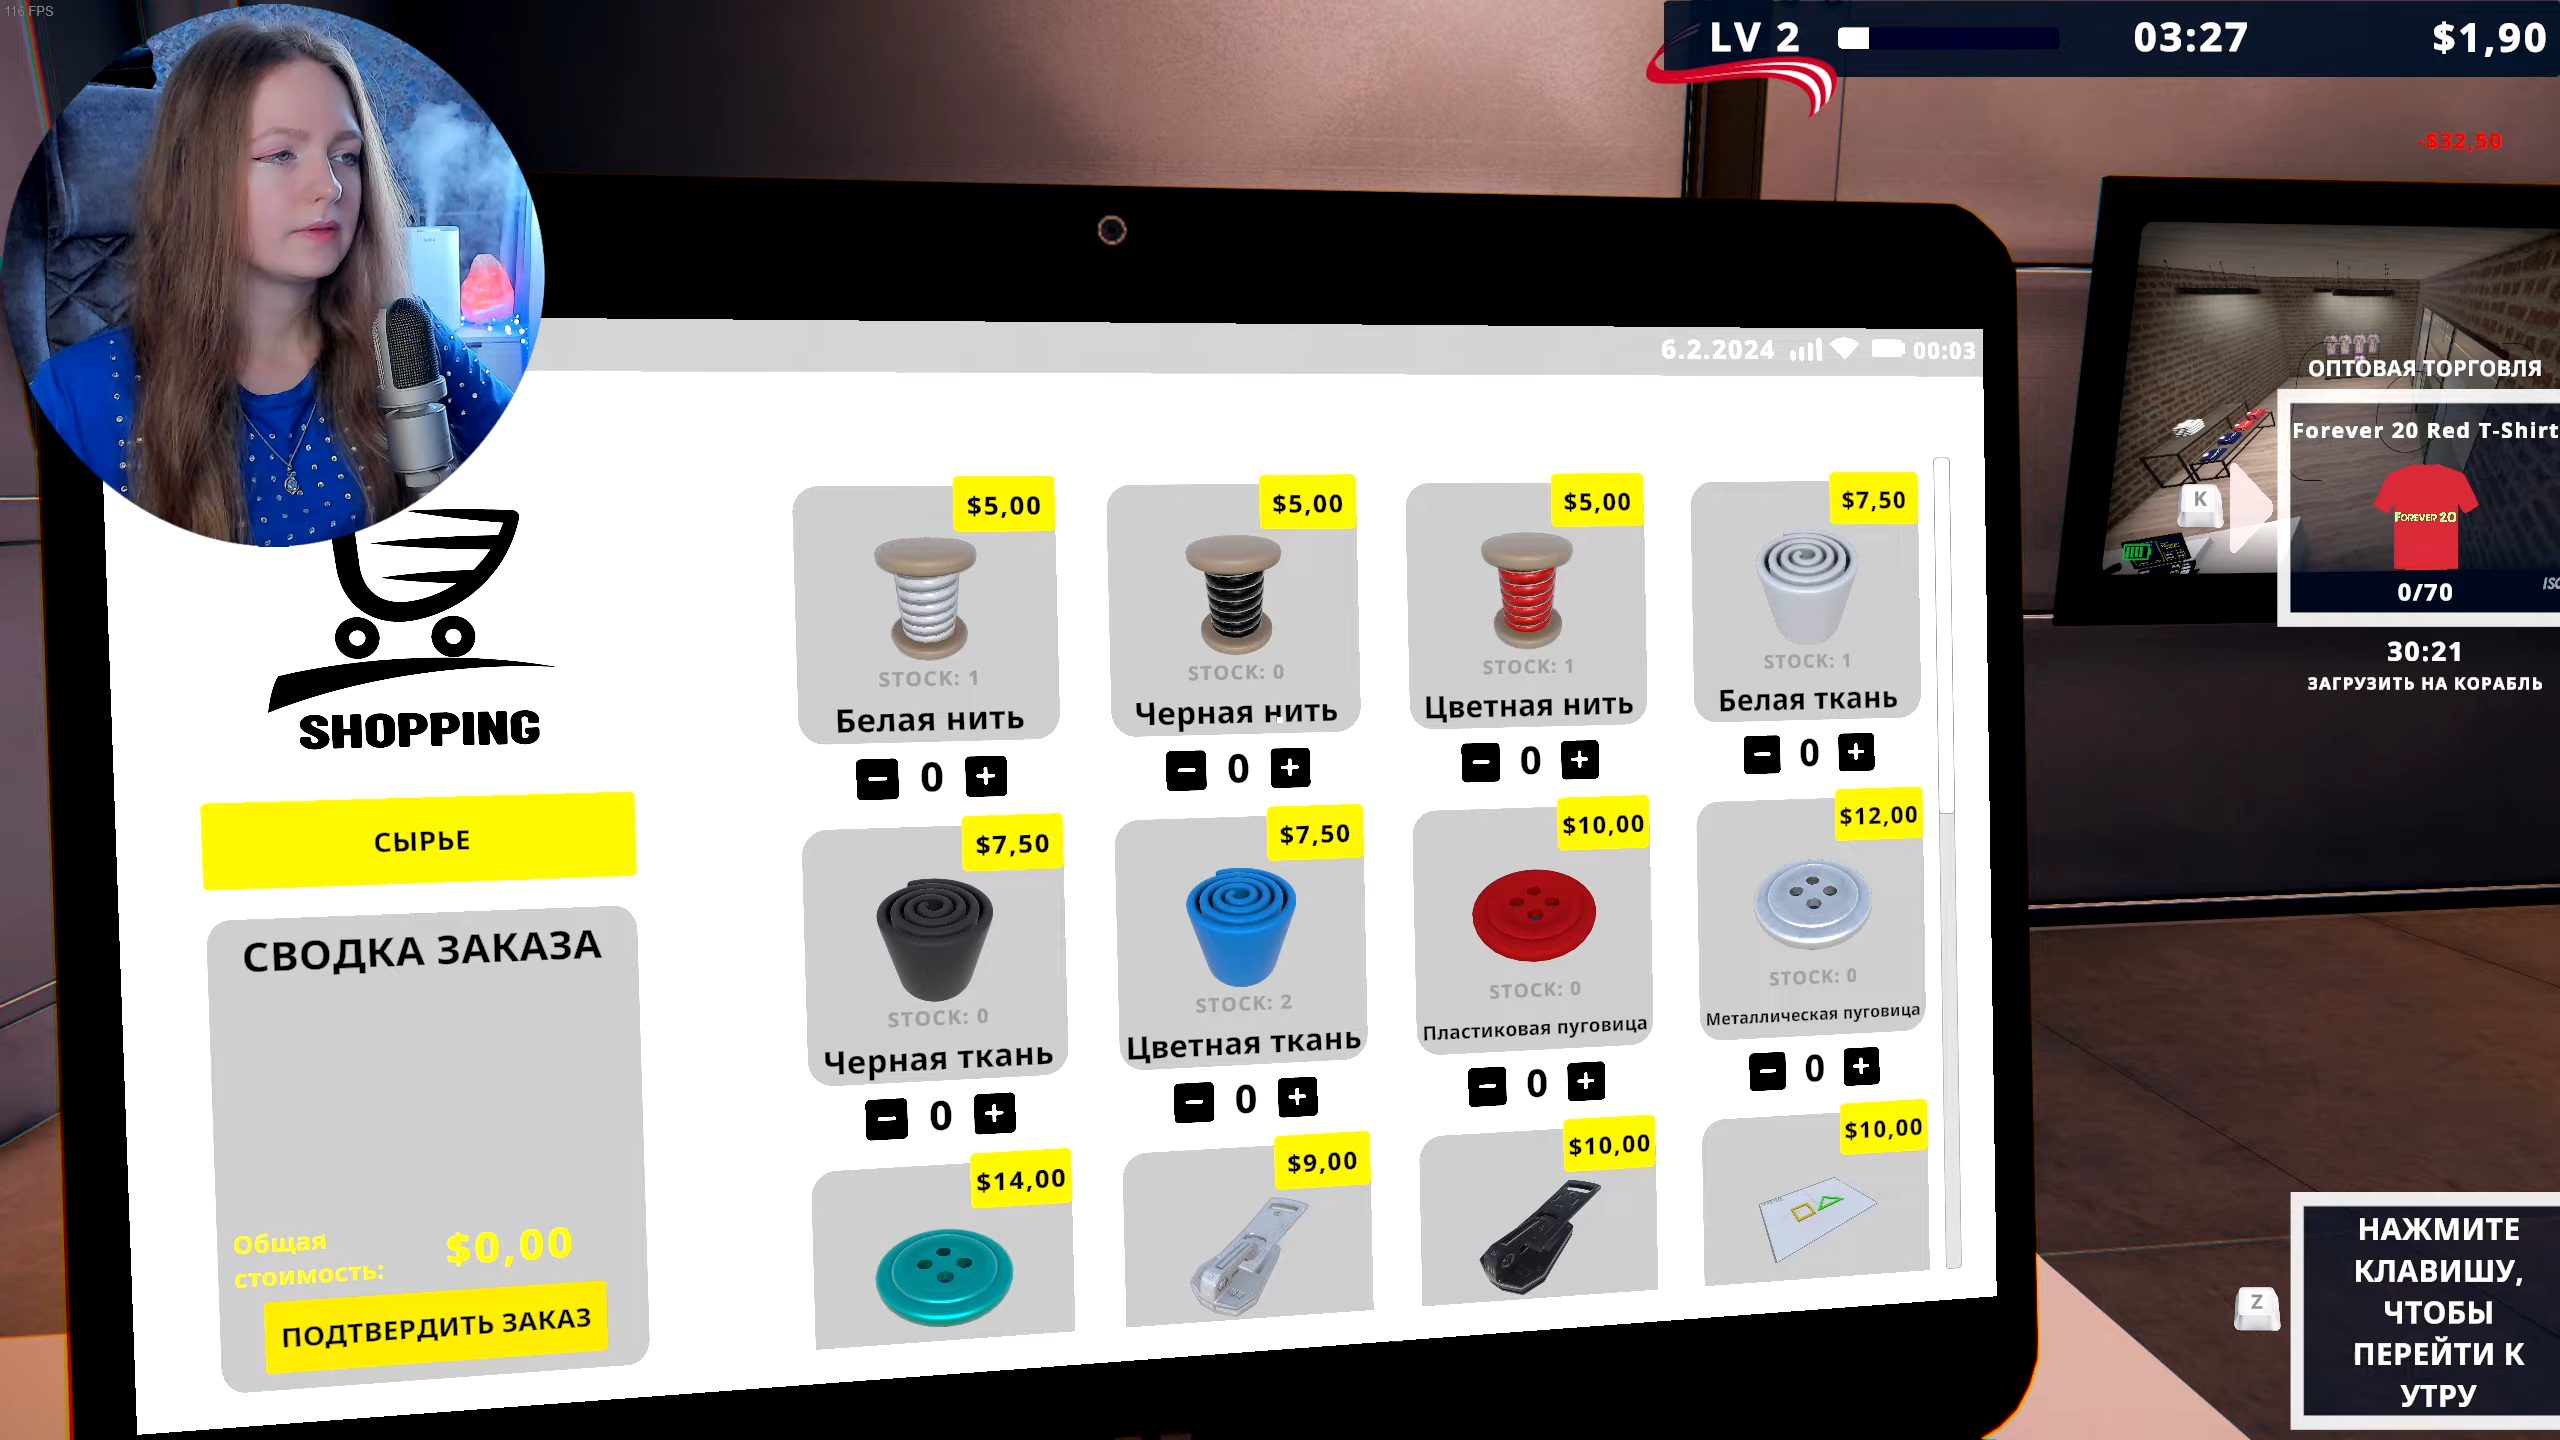 116 FPS
LV 2
03:27
$1,90
-$32,50
6.2.2024
00:03
ОПТОВАЯ ТОРГОВЛЯ
Forever 20 Red T-Shirt
FOREVER 20
K
0/70
30:21
ЗАГРУЗИТЬ НА КОРАБЛЬ
SHOPPING
СЫРЬЕ
СВОДКА ЗАКАЗА
Общая
стоимость:
$0,00
ПОДТВЕРДИТЬ ЗАКАЗ
$5,00
STOCK: 1
Белая нить
0
$5,00
STOCK: 0
Черная нить
0
$5,00
STOCK: 1
Цветная нить
0
$7,50
STOCK: 1
Белая ткань
0
$7,50
STOCK: 0
Черная ткань
0
$7,50
STOCK: 2
Цветная ткань
0
$10,00
STOCK: 0
Пластиковая пуговица
0
$12,00
STOCK: 0
Металлическая пуговица
0
$14,00
$9,00
$10,00
$10,00
Z
НАЖМИТЕ
КЛАВИШУ,
ЧТОБЫ
ПЕРЕЙТИ К
УТРУ